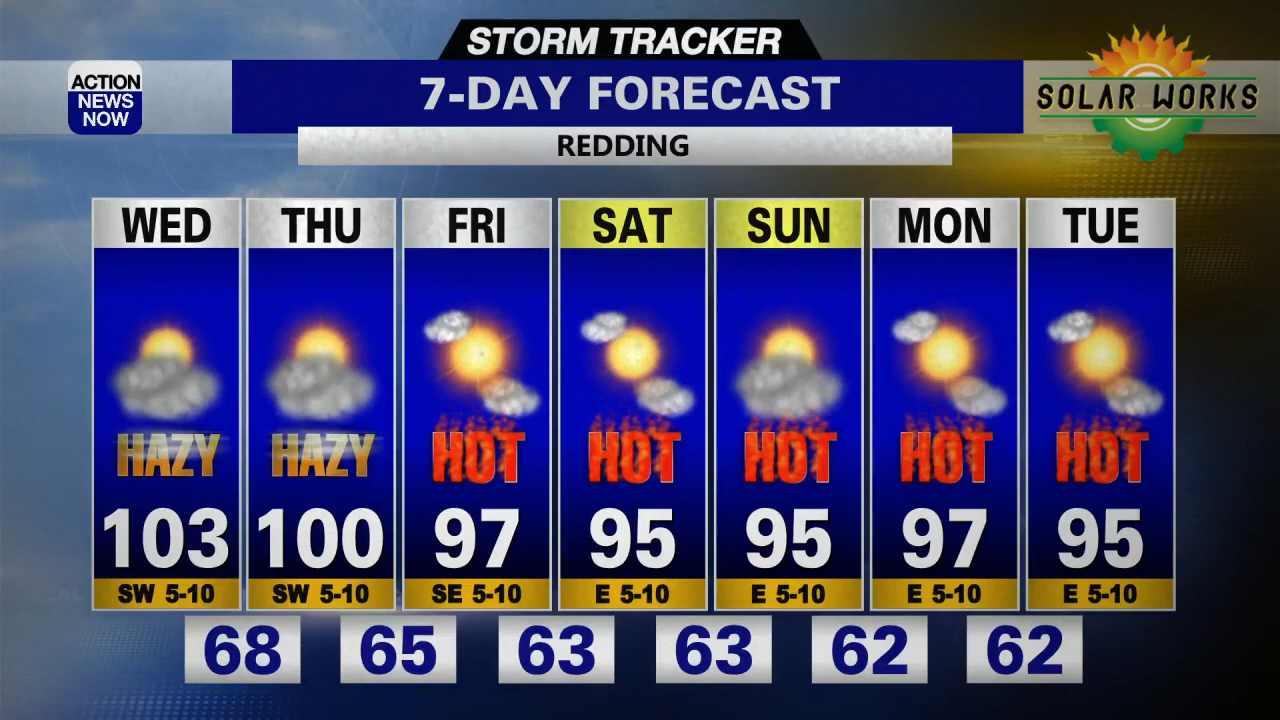 STORM TRACKER
ACTION
NEWS
NOW
7-DAY FORECAST
SOLAR WORKS
REDDING
WED THU FRI SAT SUN MON TUE
HAZY HAZY HOT HOT HOT HOT HOT
103 100 97 95 95 97 95
SW 5-10 SW 5-10 SE 5-10 E 5-10 E 5-10 E 5-10 E 5-10
68 65 63 63 62 62